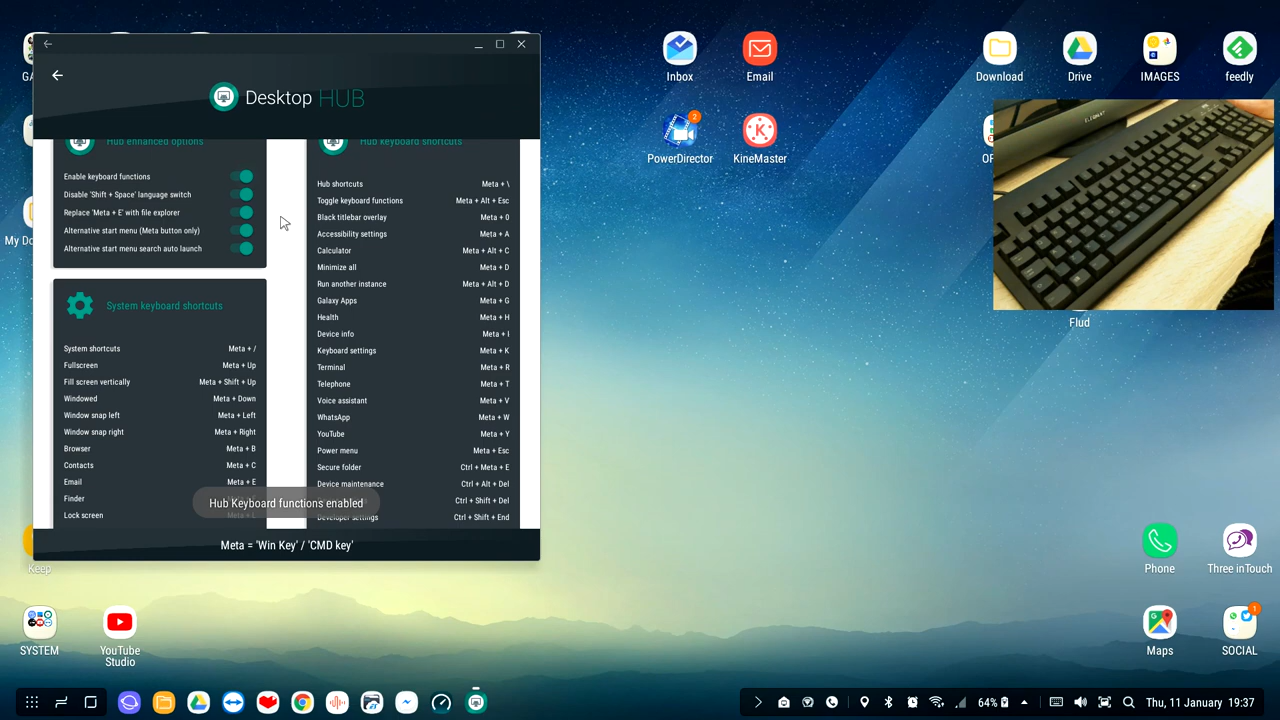 Desktop HUB
Hub enhanced options
Enable keyboard functions
Disable 'Shift + Space' language switch
Replace 'Meta + E' with file explorer
Alternative start menu (Meta button only)
Alternative start menu search auto launch
System keyboard shortcuts
System shortcuts Meta + /
Fullscreen Meta + Up
Fill screen vertically Meta + Shift + Up
Windowed Meta + Down
Window snap left Meta + Left
Window snap right Meta + Right
Browser Meta + B
Contacts Meta + C
Email Meta + E
Finder
Lock screen Meta + L
Hub keyboard shortcuts
Hub shortcuts Meta + \
Toggle keyboard functions Meta + Alt + Esc
Black titlebar overlay Meta + 0
Accerbility settings Meta + A
Calculator Meta + Alt + C
Minimize all Meta + D
Run another instance Meta + Alt + D
Galaxy Apps Meta + G
Health Meta + H
Device info Meta + I
Keyboard settings Meta + K
Terminal Meta + R
Telephone Meta + T
Voice assistant Meta + V
WhatsApp Meta + W
YouTube Meta + Y
Power menu Meta + Esc
Secure folder Ctrl + Meta + E
Device maintenance Ctrl + Alt + Del
Ctrl + Shift + Del
Developer settings Ctrl + Shift + End
Hub Keyboard functions enabled
Meta = 'Win Key' / 'CMD key'
GA
My Do
Keep
SYSTEM
YouTube
Studio
Inbox
Email
PowerDirector
2
KineMaster
Download
Drive
IMAGES
feedly
OF
ELEMENT
Flud
Phone
Three inTouch
Maps
SOCIAL
1
64%
Thu, 11 January 19:37